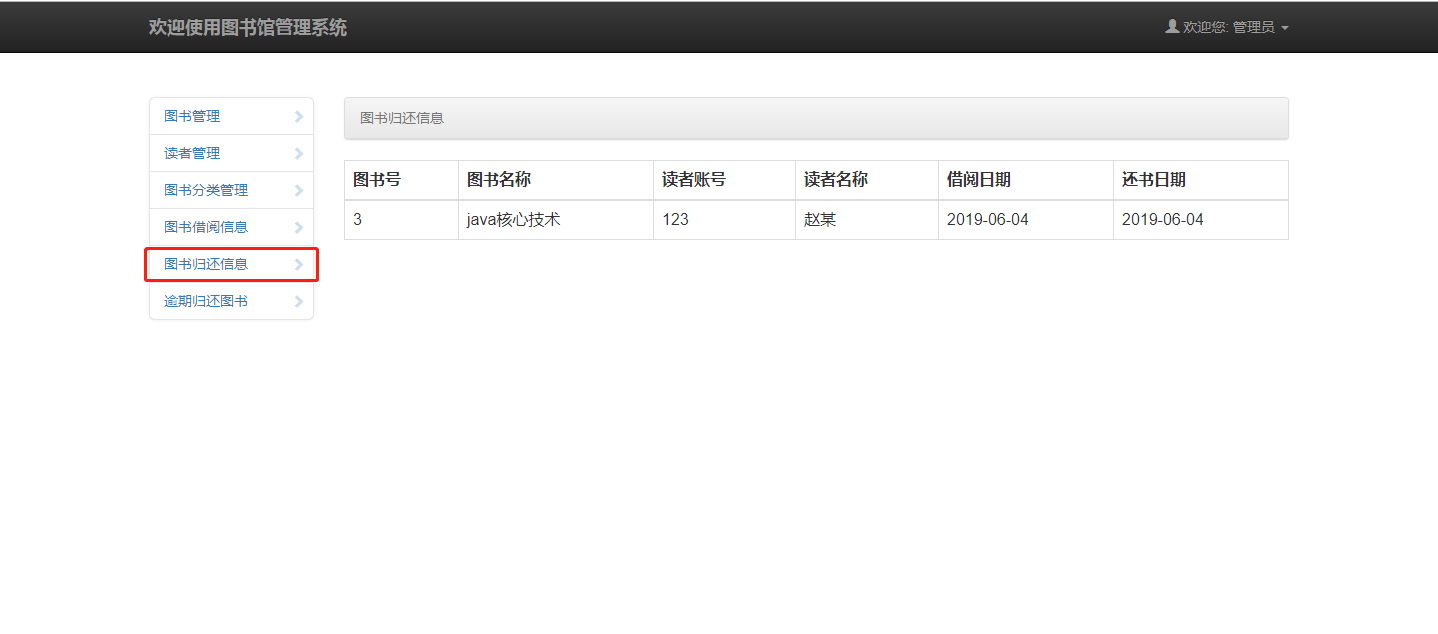 欢迎使用图书馆管理系统
欢迎您: 管理员
图书管理
读者管理
图书分类管理
图书借阅信息
图书归还信息
逾期归还图书
图书归还信息
图书号 图书名称 读者账号 读者名称 借阅日期 还书日期
3 java核心技术 123 赵某 2019-06-04 2019-06-04